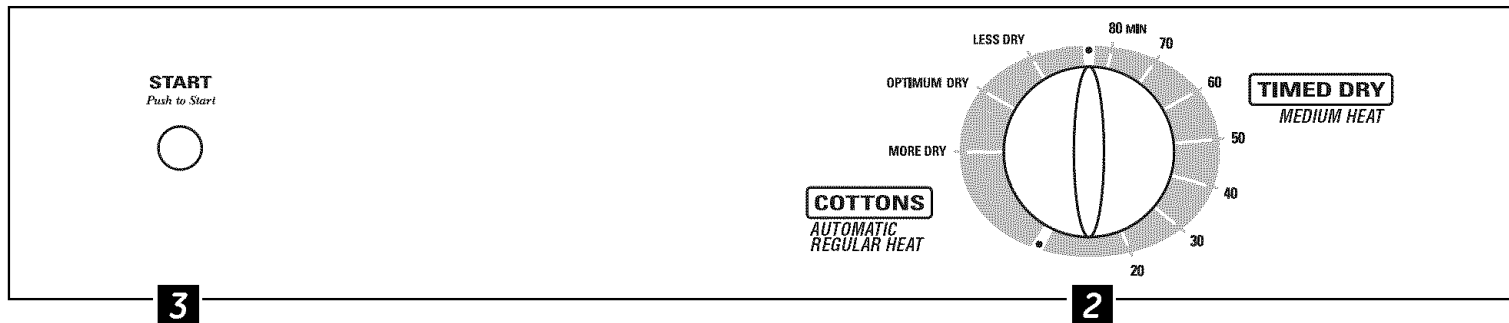 START
Push to Start
LESS DRY
OPTIMUM DRY
MORE DRY
COTTONS
AUTOMATIC
REGULAR HEAT
80 MIN
70
60
50
40
30
20
TIMED DRY
MEDIUM HEAT
3
2